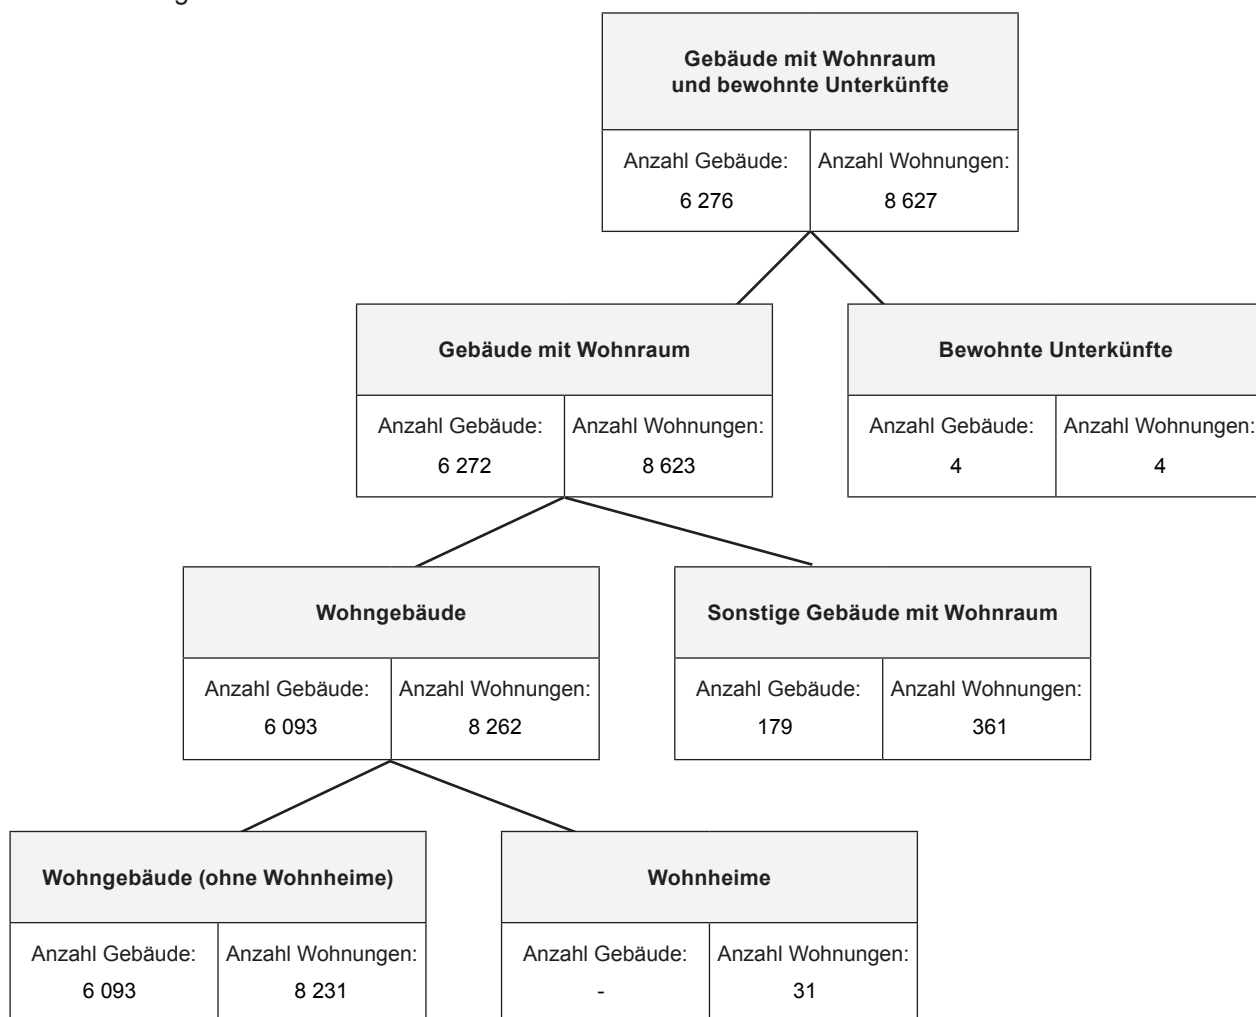 Gebäude mit Wohnraum
und bewohnte Unterkünfte
Anzahl Gebäude: Anzahl Wohnungen:
6 276 8 627
Gebäude mit Wohnraum Bewohnte Unterkünfte
Anzahl Gebäude: Anzahl Wohnungen: Anzahl Gebäude: Anzahl Wohnungen:
6 272 8 623 4 4
Wohngebäude Sonstige Gebäude mit Wohnraum
Anzahl Gebäude: Anzahl Wohnungen: Anzahl Gebäude: Anzahl Wohnungen:
6 093 8 262 179 361
Wohngebäude (ohne Wohnheime) Wohnheime
Anzahl Gebäude: Anzahl Wohnungen: Anzahl Gebäude: Anzahl Wohnungen:
6 093 8 231 - 31